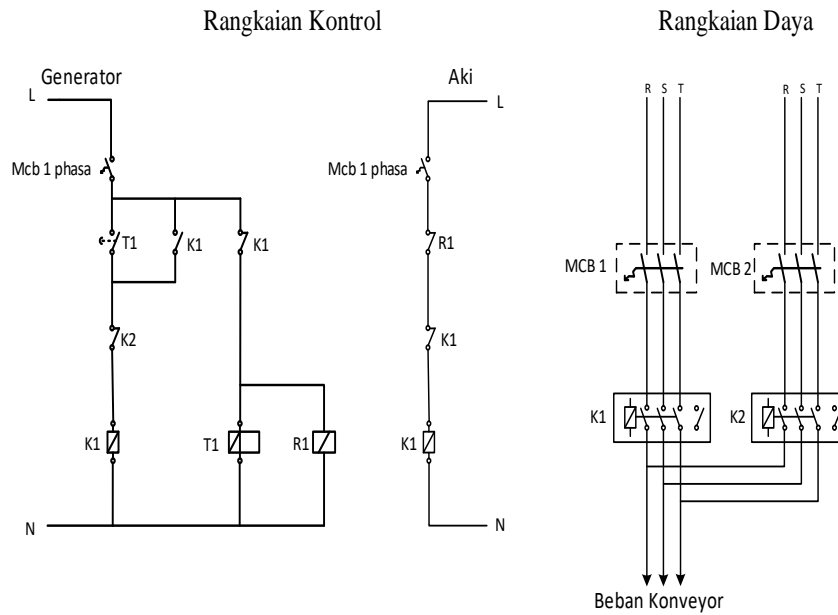 Rangkaian Kontrol
Rangkaian Daya
Generator
L
Mcb 1 phasa
T1
K1
K1
K2
K1
T1
R1
N
Aki
L
Mcb 1 phasa
R1
K1
K1
N
R S T
R S T
MCB 1
MCB 2
K1
K2
Beban Konveyor